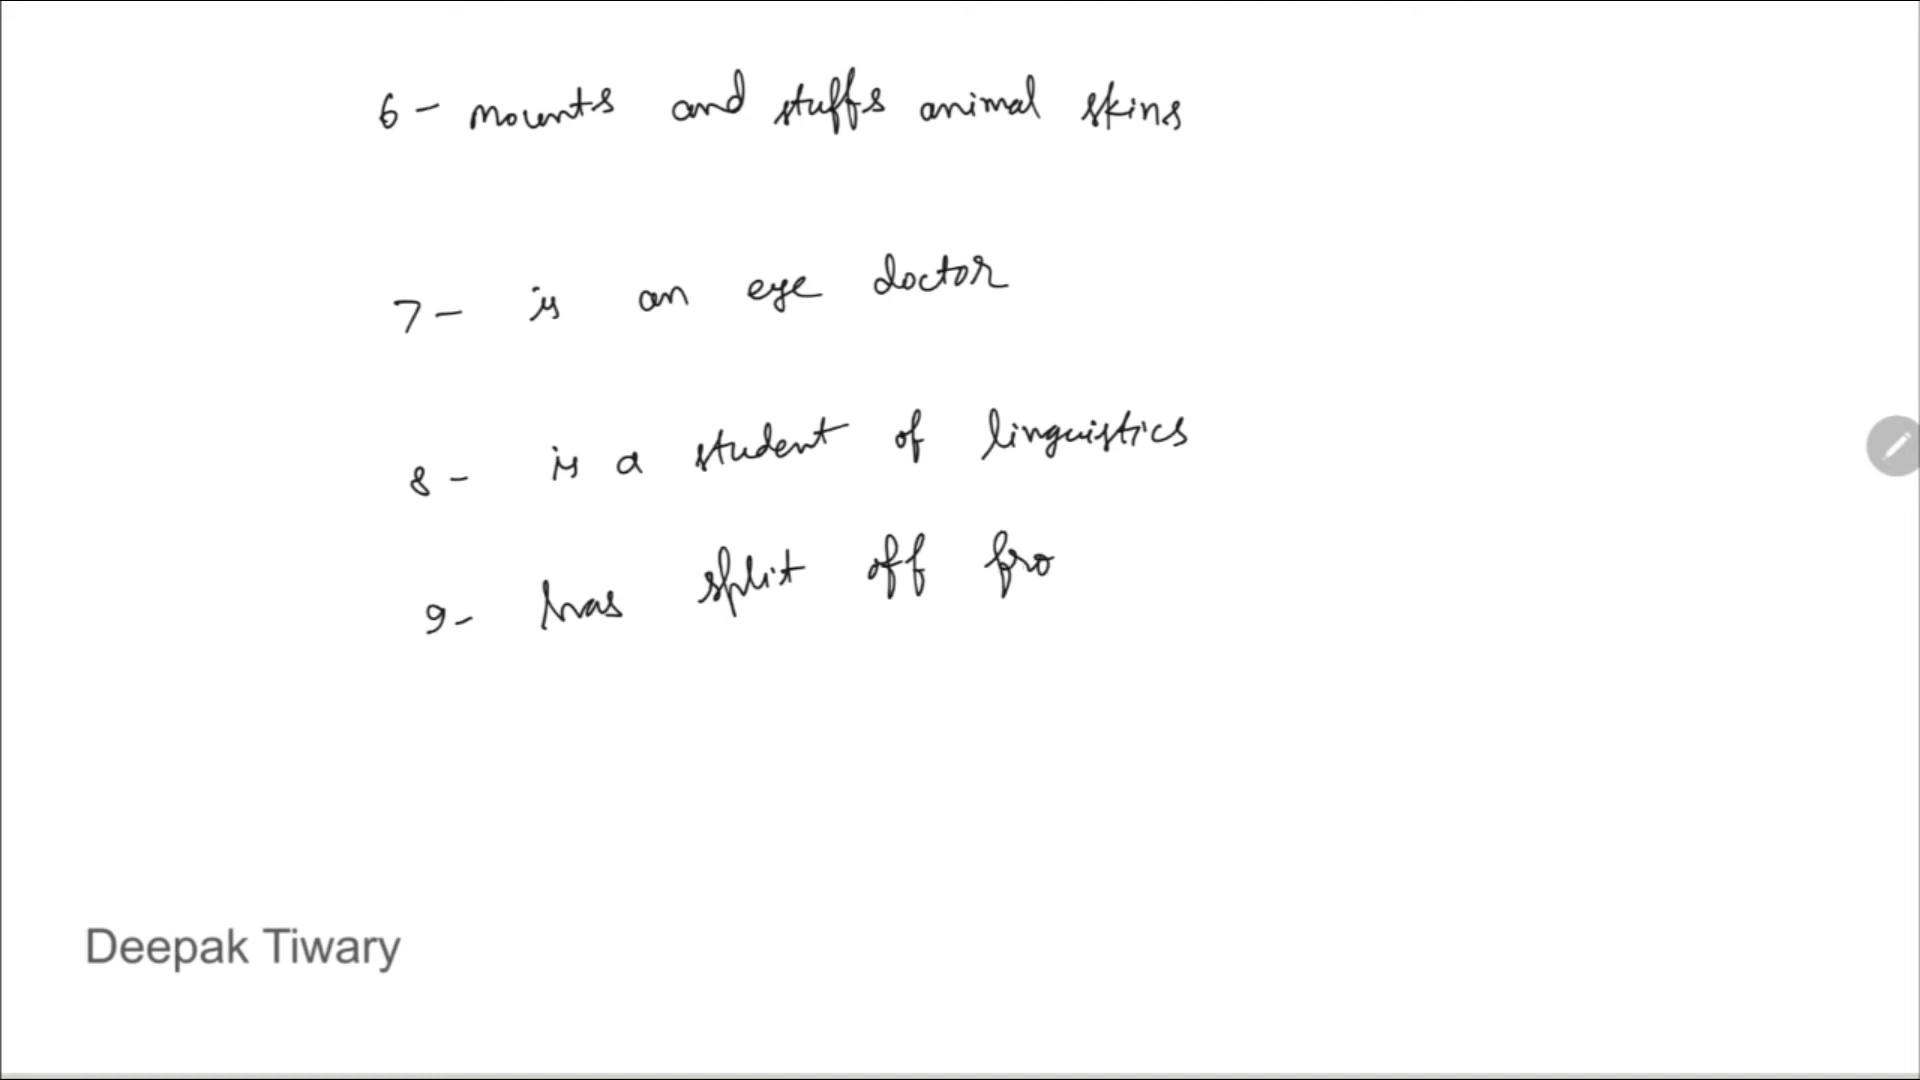 6- mounts and stuffs animal skins
7- is an eye doctor
8- is a student of linguistics
9- has split off fro
Deepak Tiwary